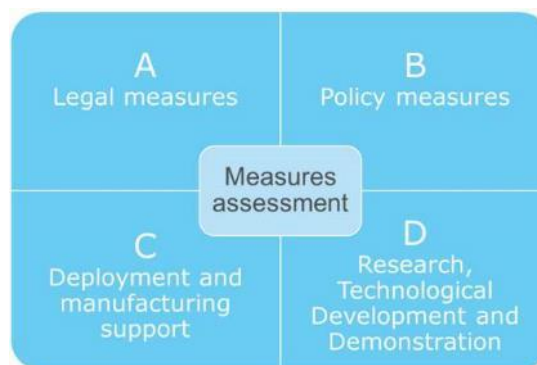 A
Legal measures
B
Policy measures
Measures
assessment
C
Deployment and
manufacturing
support
D
Research,
Technological
Development and
Demonstration